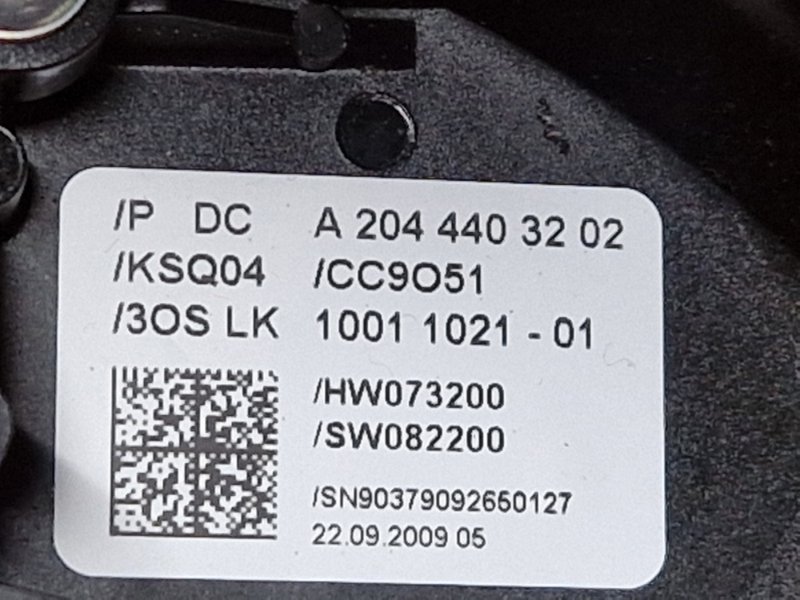 /P DC A 204 440 32 02
/KSQ04 /CC9O51
/3OS LK 1001 1021 - 01
/HW073200
/SW082200
/SN90379092650127
22.09.2009 05